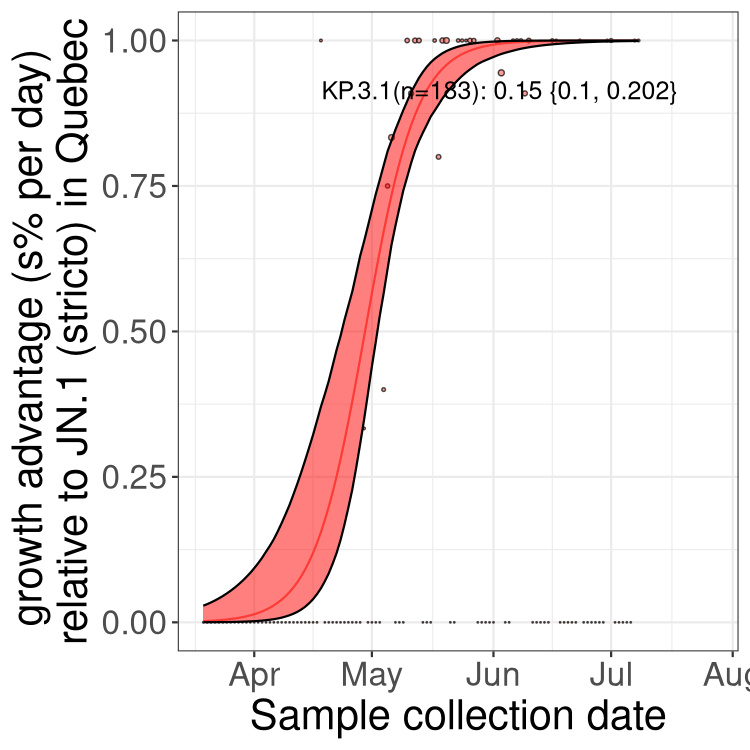 growth advantage (s% per day)
relative to JN.1 (stricto) in Quebec
1.00
0.75
0.50
0.25
0.00
KP.3.1(n=183): 0.15 {0.1, 0.202}
Apr May Jun Jul Aug
Sample collection date